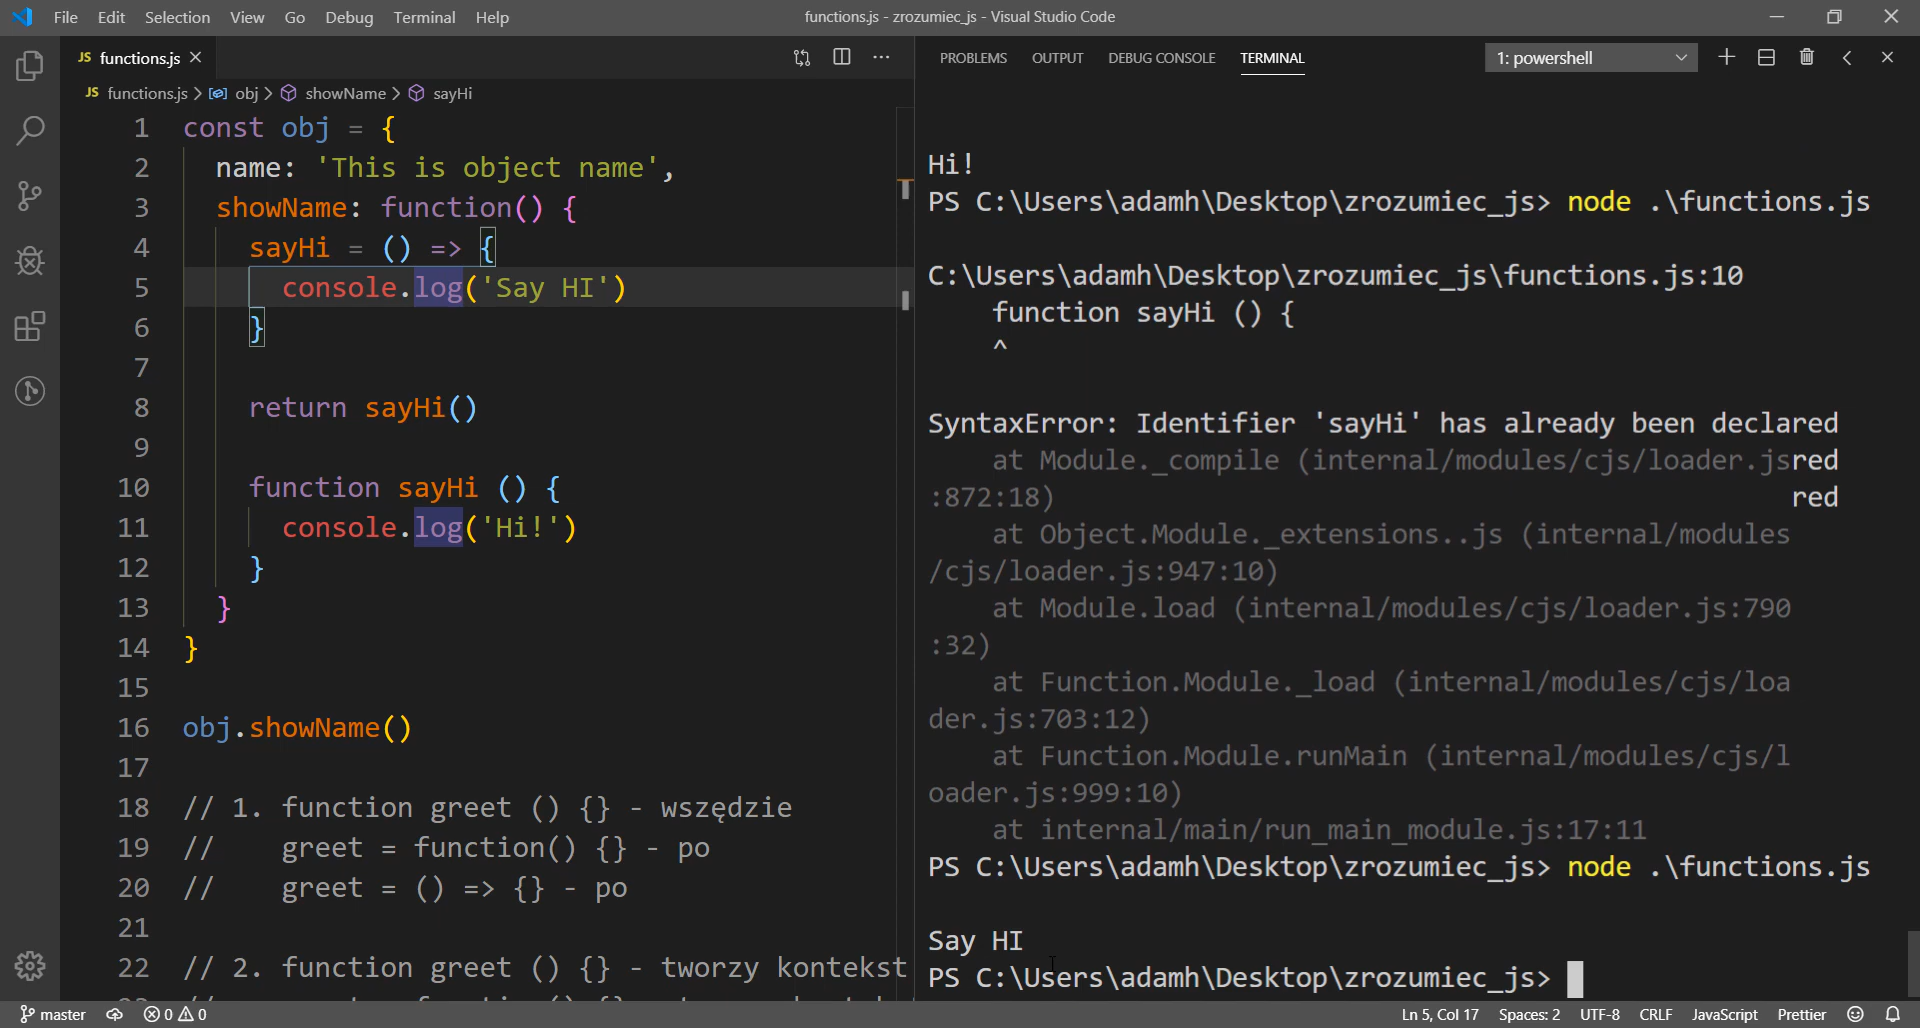 File Edit Selection View Go Debug Terminal Help
functions.js - zrozumiec_js - Visual Studio Code
JS functions.js
JS functions.js > obj > showName > sayHi
1 const obj = {
2 name: 'This is object name',
3 showName: function() {
4 sayHi = () => {
5 console.log('Say HI')
6 }
7
8 return sayHi()
9
10 function sayHi () {
11 console.log('Hi!')
12 }
13 }
14 }
15
16 obj.showName()
17
18 // 1. function greet () {} - wszędzie
19 // greet = function() {} - po
20 // greet = () => {} - po
21
22 // 2. function greet () {} - tworzy kontekst
PROBLEMS OUTPUT DEBUG CONSOLE TERMINAL
1: powershell
Hi!
PS C:\Users\adamh\Desktop\zrozumiec_js> node .\functions.js
C:\Users\adamh\Desktop\zrozumiec_js\functions.js:10
function sayHi () {
^
SyntaxError: Identifier 'sayHi' has already been declared
at Module._compile (internal/modules/cjs/loader.jsred
:872:18) red
at Object.Module._extensions..js (internal/modules
/cjs/loader.js:947:10)
at Module.load (internal/modules/cjs/loader.js:790
:32)
at Function.Module._load (internal/modules/cjs/loa
der.js:703:12)
at Function.Module.runMain (internal/modules/cjs/l
oader.js:999:10)
at internal/main/run_main_module.js:17:11
PS C:\Users\adamh\Desktop\zrozumiec_js> node .\functions.js
Say HI
PS C:\Users\adamh\Desktop\zrozumiec_js>
master 0 0
Ln 5, Col 17 Spaces: 2 UTF-8 CRLF JavaScript Prettier